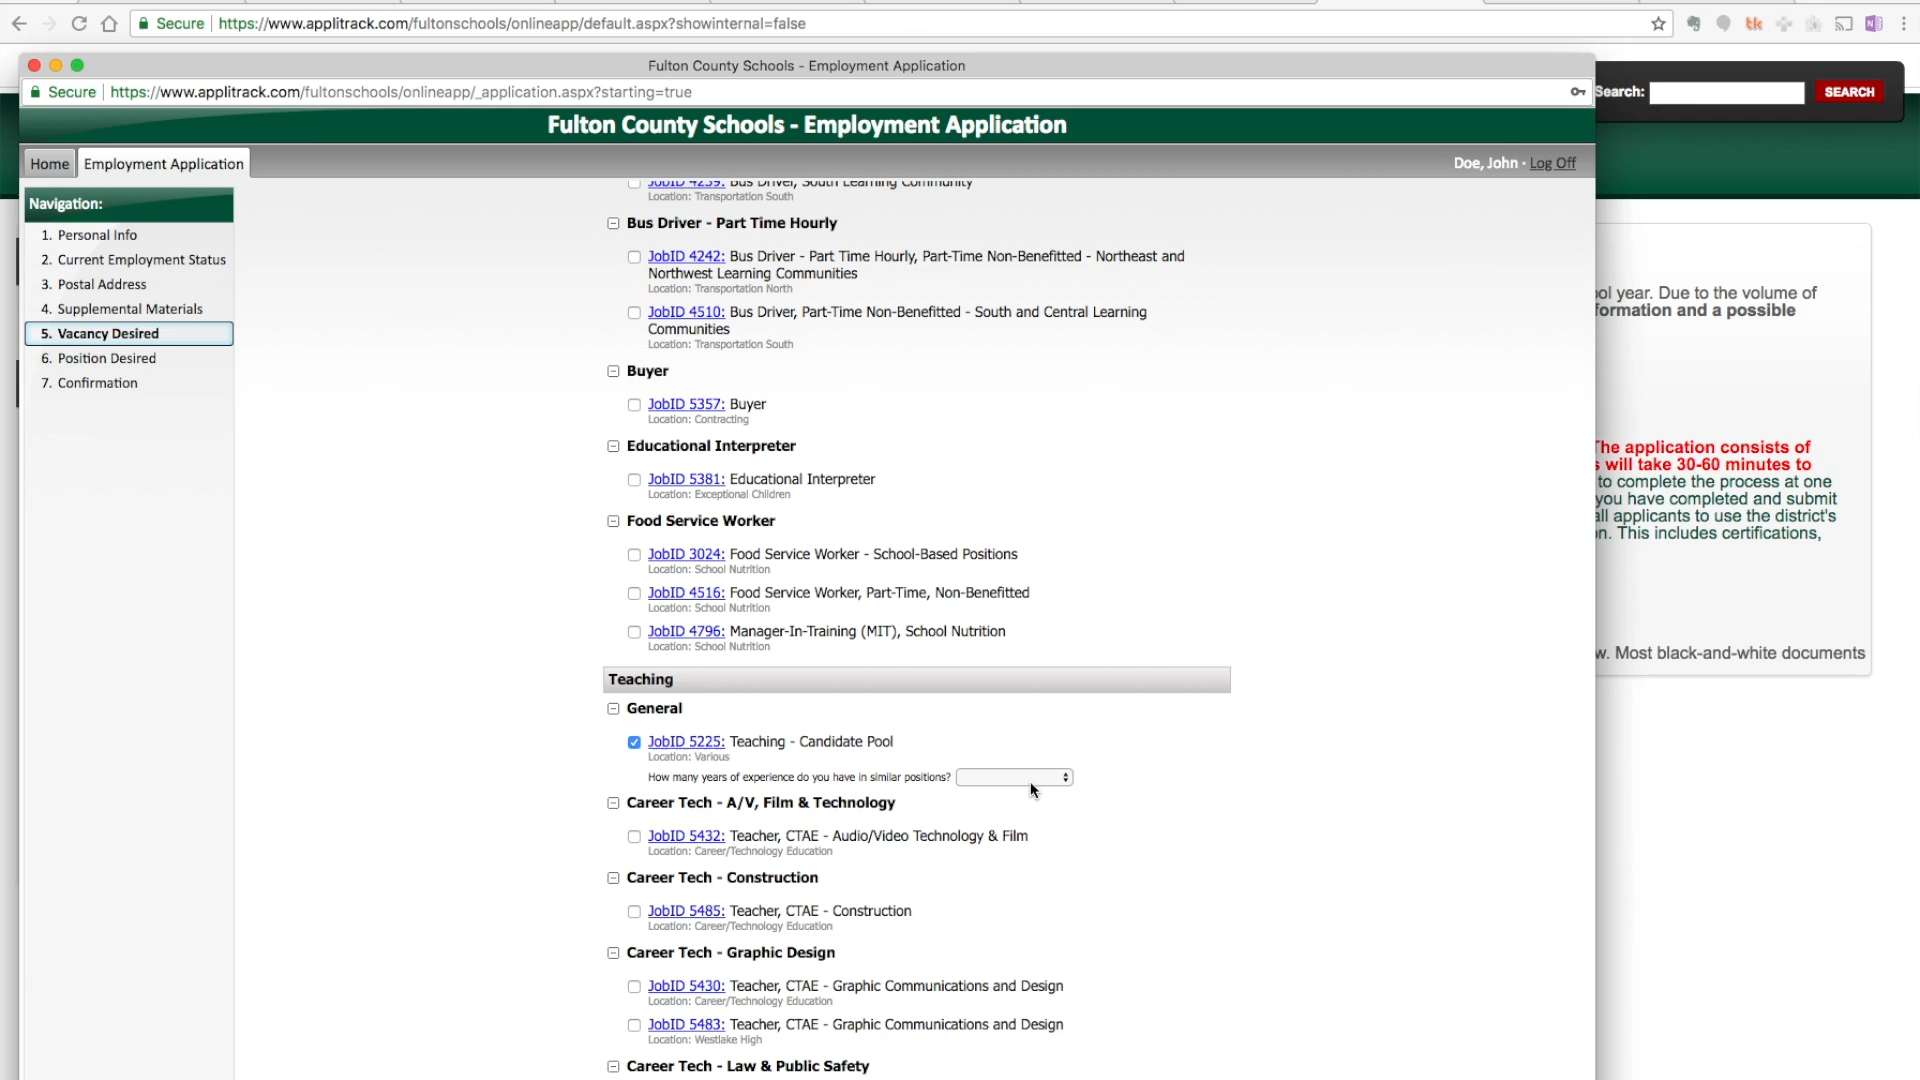 Secure https://www.applitrack.com/fultonschools/onlineapp/default.aspx?showinternal=false
tk
Fulton County Schools - Employment Application
Secure https://www.applitrack.com/fultonschools/onlineapp/_application.aspx?starting=true
Search:
SEARCH
Fulton County Schools - Employment Application
Home
Employment Application
Doe, John · Log Off
Navigation:
1. Personal Info
2. Current Employment Status
3. Postal Address
4. Supplemental Materials
5. Vacancy Desired
6. Position Desired
7. Confirmation
JobID 4239: Bus Driver, South Learning Community
Location: Transportation South
Bus Driver - Part Time Hourly
JobID 4242: Bus Driver - Part Time Hourly, Part-Time Non-Benefitted - Northeast and
Northwest Learning Communities
Location: Transportation North
JobID 4510: Bus Driver, Part-Time Non-Benefitted - South and Central Learning
Communities
Location: Transportation South
Buyer
JobID 5357: Buyer
Location: Contracting
Educational Interpreter
JobID 5381: Educational Interpreter
Location: Exceptional Children
Food Service Worker
JobID 3024: Food Service Worker - School-Based Positions
Location: School Nutrition
JobID 4516: Food Service Worker, Part-Time, Non-Benefitted
Location: School Nutrition
JobID 4796: Manager-In-Training (MIT), School Nutrition
Location: School Nutrition
Teaching
General
JobID 5225: Teaching - Candidate Pool
Location: Various
How many years of experience do you have in similar positions?
Career Tech - A/V, Film & Technology
JobID 5432: Teacher, CTAE - Audio/Video Technology & Film
Location: Career/Technology Education
Career Tech - Construction
JobID 5485: Teacher, CTAE - Construction
Location: Career/Technology Education
Career Tech - Graphic Design
JobID 5430: Teacher, CTAE - Graphic Communications and Design
Location: Career/Technology Education
JobID 5483: Teacher, CTAE - Graphic Communications and Design
Location: Westlake High
Career Tech - Law & Public Safety
ol year. Due to the volume of
formation and a possible
The application consists of
s will take 30-60 minutes to
to complete the process at one
you have completed and submit
all applicants to use the district's
n. This includes certifications,
w. Most black-and-white documents